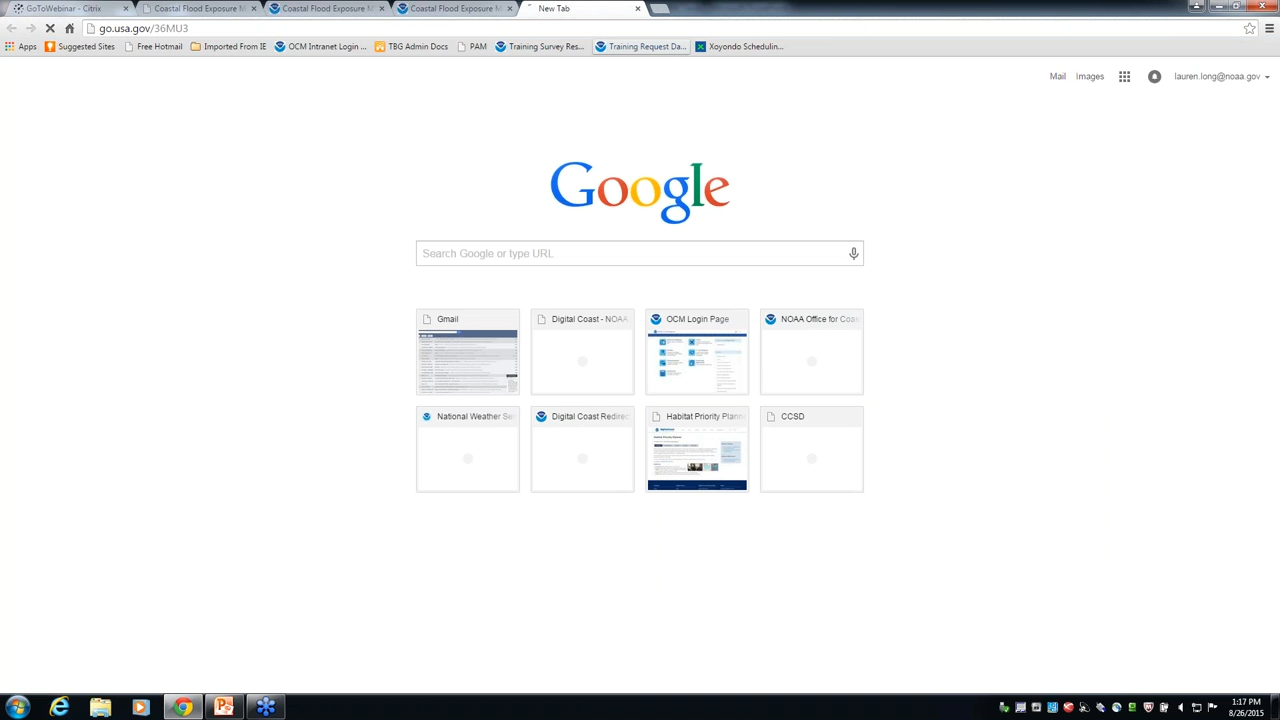 GoToWebinar - Citrix
Coastal Flood Exposure M
Coastal Flood Exposure M
Coastal Flood Exposure M
New Tab
go.usa.gov/36MU3
Apps
Suggested Sites
Free Hotmail
Imported From IE
OCM Intranet Login ...
TBG Admin Docs
PAM
Training Survey Res...
Training Request Da...
Xoyondo Schedulin...
Mail
Images
lauren.long@noaa.gov
Google
Search Google or type URL
Gmail
Digital Coast - NOAA
OCM Login Page
NOAA Office for Coas
National Weather Ser
Digital Coast Redirec
Habitat Priority Plann
CCSD
1:17 PM
8/26/2015